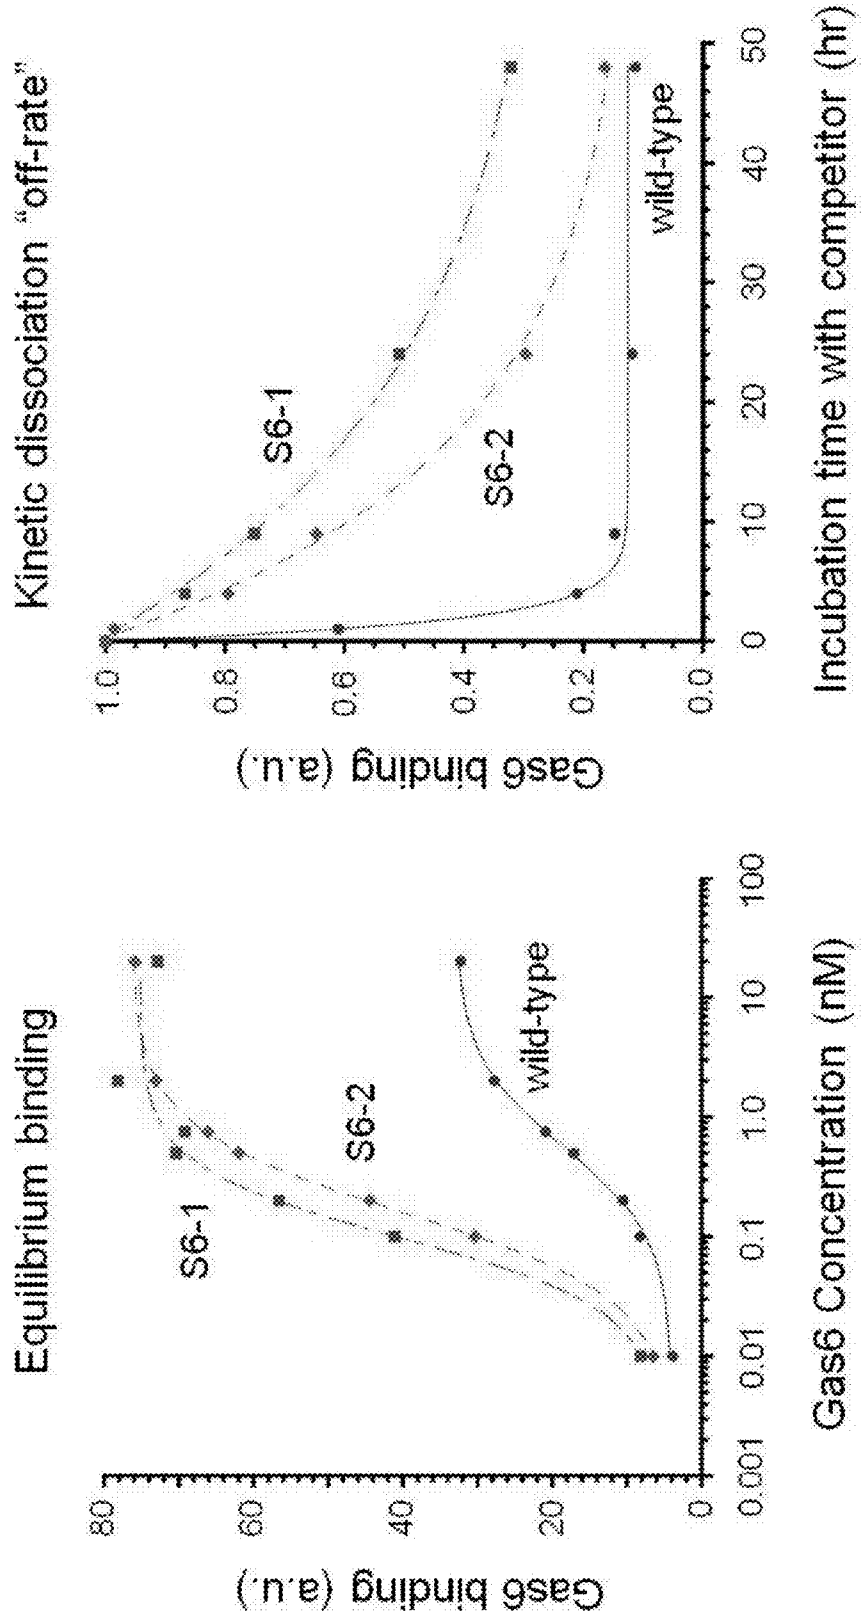 Equilibrium binding
Gas6 binding (a.u.)
80
60
40
20
0
S6-1
S6-2
wild-type
0.001
0.01
0.1
1.0
10
100
Gas6 Concentration (nM)
Kinetic dissociation “off-rate”
Gas6 binding (a.u.)
1.0
0.8
0.6
0.4
0.2
0.0
S6-1
S6-2
wild-type
0
10
20
30
40
50
Incubation time with competitor (hr)